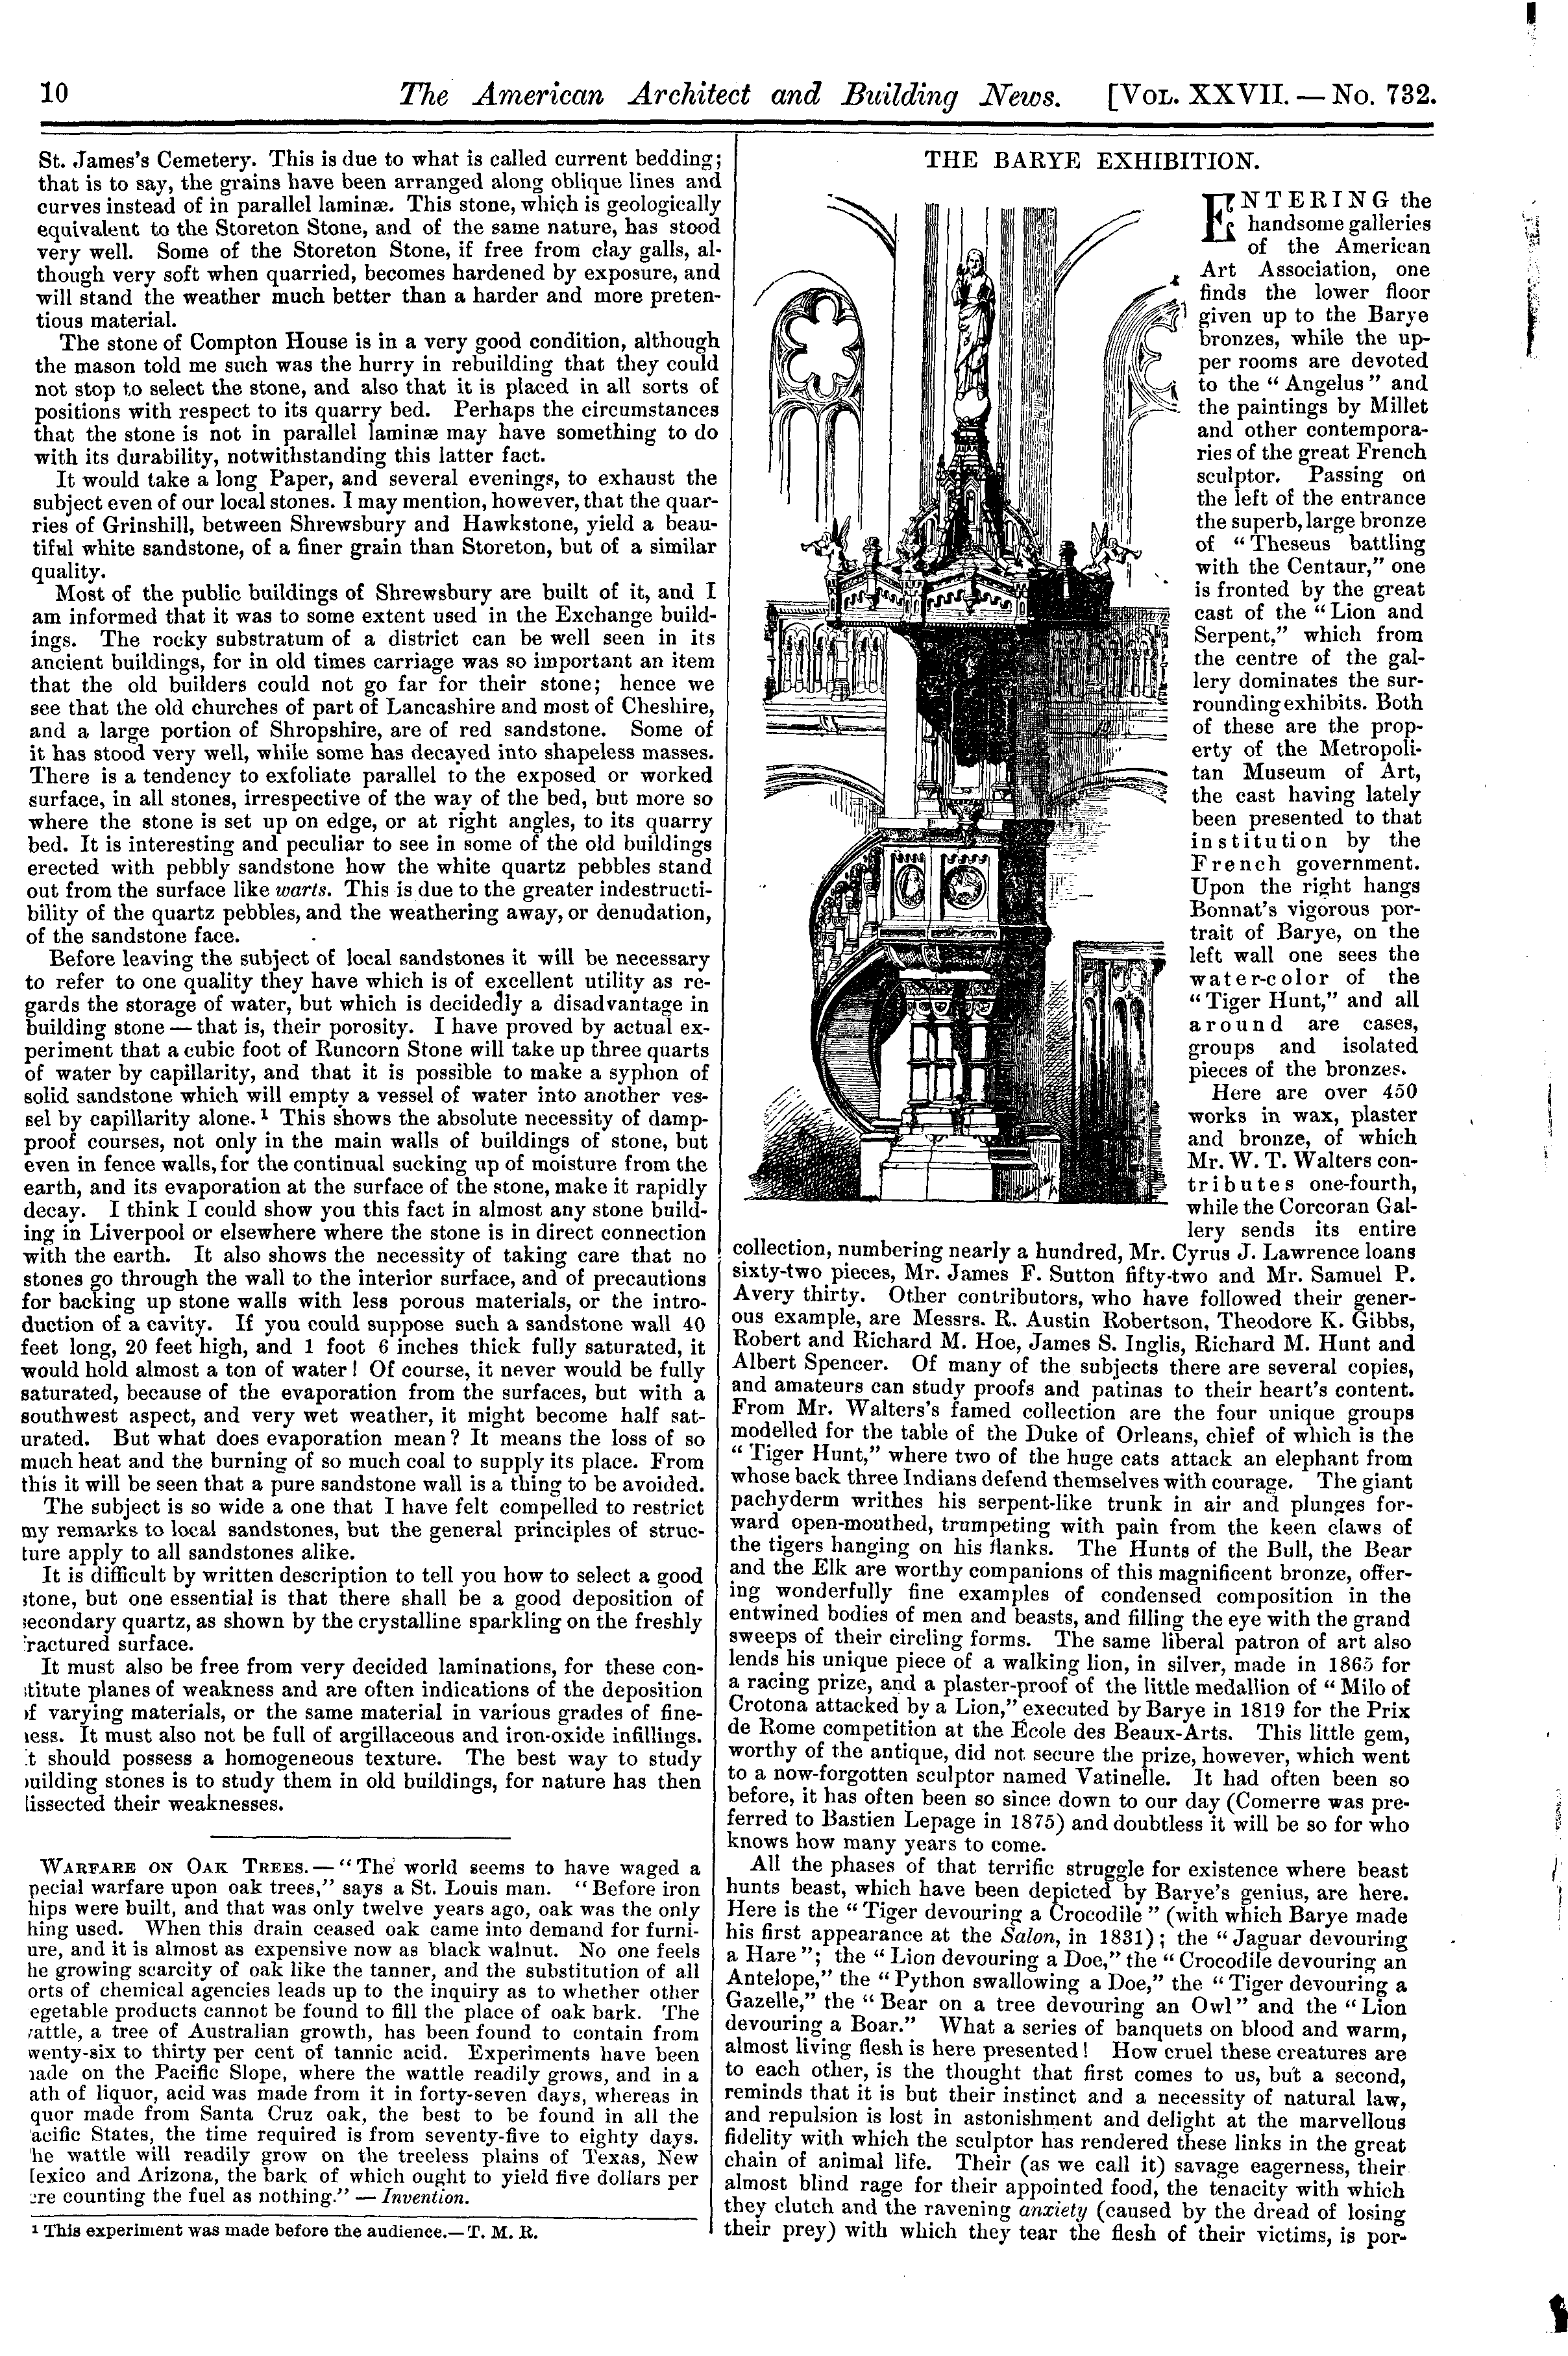 10
The American Architect and Building News.
[VOL. XXVII. — No. 732.
St. James's Cemetery. This is due to what is called current bedding;
that is to say, the grains have been arranged along oblique lines and
curves instead of in parallel laminæ. This stone, which is geologically
equivalent to the Storeton Stone, and of the same nature, has stood
very well. Some of the Storeton Stone, if free from clay galls, al-
though very soft when quarried, becomes hardened by exposure, and
will stand the weather much better than a harder and more preten-
tious material.
The stone of Compton House is in a very good condition, although
the mason told me such was the hurry in rebuilding that they could
not stop to select the stone, and also that it is placed in all sorts of
positions with respect to its quarry bed. Perhaps the circumstances
that the stone is not in parallel laminæ may have something to do
with its durability, notwithstanding this latter fact.
It would take a long Paper, and several evenings, to exhaust the
subject even of our local stones. I may mention, however, that the quar-
ries of Grinshill, between Shrewsbury and Hawkstone, yield a beau-
tiful white sandstone, of a finer grain than Storeton, but of a similar
quality.
Most of the public buildings of Shrewsbury are built of it, and I
am informed that it was to some extent used in the Exchange build-
ings. The rocky substratum of a district can be well seen in its
ancient buildings, for in old times carriage was so important an item
that the old builders could not go far for their stone; hence we
see that the old churches of part of Lancashire and most of Cheshire,
and a large portion of Shropshire, are of red sandstone. Some of
it has stood very well, while some has decayed into shapeless masses.
There is a tendency to exfoliate parallel to the exposed or worked
surface, in all stones, irrespective of the way of the bed, but more so
where the stone is set up on edge, or at right angles, to its quarry
bed. It is interesting and peculiar to see in some of the old buildings
erected with pebbly sandstone how the white quartz pebbles stand
out from the surface like warts. This is due to the greater indestructi-
bility of the quartz pebbles, and the weathering away, or denudation,
of the sandstone face.
Before leaving the subject of local sandstones it will be necessary
to refer to one quality they have which is of excellent utility as re-
gards the storage of water, but which is decidedly a disadvantage in
building stone — that is, their porosity. I have proved by actual ex-
periment that a cubic foot of Runcorn Stone will take up three quarts
of water by capillarity, and that it is possible to make a syphon of
solid sandstone which will empty a vessel of water into another ves-
sel by capillarity alone.¹ This shows the absolute necessity of damp-
proof courses, not only in the main walls of buildings of stone, but
even in fence walls, for the continual sucking up of moisture from the
earth, and its evaporation at the surface of the stone, make it rapidly
decay. I think I could show you this fact in almost any stone build-
ing in Liverpool or elsewhere where the stone is in direct connection
with the earth. It also shows the necessity of taking care that no
stones go through the wall to the interior surface, and of precautions
for backing up stone walls with less porous materials, or the intro-
duction of a cavity. If you could suppose such a sandstone wall 40
feet long, 20 feet high, and 1 foot 6 inches thick fully saturated, it
would hold almost a ton of water! Of course, it never would be fully
saturated, because of the evaporation from the surfaces, but with a
southwest aspect, and very wet weather, it might become half sat-
urated. But what does evaporation mean? It means the loss of so
much heat and the burning of so much coal to supply its place. From
this it will be seen that a pure sandstone wall is a thing to be avoided.
The subject is so wide a one that I have felt compelled to restrict
my remarks to local sandstones, but the general principles of struc-
ture apply to all sandstones alike.
It is difficult by written description to tell you how to select a good
stone, but one essential is that there shall be a good deposition of
secondary quartz, as shown by the crystalline sparkling on the freshly
fractured surface.
It must also be free from very decided laminations, for these con-
stitute planes of weakness and are often indications of the deposition
of varying materials, or the same material in various grades of fine-
ness. It must also not be full of argillaceous and iron-oxide infillings.
It should possess a homogeneous texture. The best way to study
building stones is to study them in old buildings, for nature has then
dissected their weaknesses.
WARFARE ON OAK TREES. — "The world seems to have waged a
pecial warfare upon oak trees," says a St. Louis man. "Before iron
hips were built, and that was only twelve years ago, oak was the only
hing used. When this drain ceased oak came into demand for furni-
ure, and it is almost as expensive now as black walnut. No one feels
he growing scarcity of oak like the tanner, and the substitution of all
orts of chemical agencies leads up to the inquiry as to whether other
egetable products cannot be found to fill the place of oak bark. The
attle, a tree of Australian growth, has been found to contain from
wenty-six to thirty per cent of tannic acid. Experiments have been
ade on the Pacific Slope, where the wattle readily grows, and in a
ath of liquor, acid was made from it in forty-seven days, whereas in
quor made from Santa Cruz oak, the best to be found in all the
acific States, the time required is from seventy-five to eighty days.
he wattle will readily grow on the treeless plains of Texas, New
exico and Arizona, the bark of which ought to yield five dollars per
cre counting the fuel as nothing." — Invention.
¹ This experiment was made before the audience. — T. M. R.
THE BARYE EXHIBITION.
ENTERING the
handsome galleries
of the American
Art Association, one
finds the lower floor
given up to the Barye
bronzes, while the up-
per rooms are devoted
to the "Angelus" and
the paintings by Millet
and other contempora-
ries of the great French
sculptor. Passing on
the left of the entrance
the superb, large bronze
of "Theseus battling
with the Centaur," one
is fronted by the great
cast of the "Lion and
Serpent," which from
the centre of the gal-
lery dominates the sur-
rounding exhibits. Both
of these are the prop-
erty of the Metropoli-
tan Museum of Art,
the cast having lately
been presented to that
institution by the
French government.
Upon the right hangs
Bonnat's vigorous por-
trait of Barye, on the
left wall one sees the
water-color of the
"Tiger Hunt," and all
around are cases,
groups and isolated
pieces of the bronzes.
Here are over 450
works in wax, plaster
and bronze, of which
Mr. W. T. Walters con-
tributes one-fourth,
while the Corcoran Gal-
lery sends its entire
collection, numbering nearly a hundred, Mr. Cyrus J. Lawrence loans
sixty-two pieces, Mr. James F. Sutton fifty-two and Mr. Samuel P.
Avery thirty. Other contributors, who have followed their gener-
ous example, are Messrs. R. Austin Robertson, Theodore K. Gibbs,
Robert and Richard M. Hoe, James S. Inglis, Richard M. Hunt and
Albert Spencer. Of many of the subjects there are several copies,
and amateurs can study proofs and patinas to their heart's content.
From Mr. Walters's famed collection are the four unique groups
modelled for the table of the Duke of Orleans, chief of which is the
"Tiger Hunt," where two of the huge cats attack an elephant from
whose back three Indians defend themselves with courage. The giant
pachyderm writhes his serpent-like trunk in air and plunges for-
ward open-mouthed, trumpeting with pain from the keen claws of
the tigers hanging on his flanks. The Hunts of the Bull, the Bear
and the Elk are worthy companions of this magnificent bronze, offer-
ing wonderfully fine examples of condensed composition in the
entwined bodies of men and beasts, and filling the eye with the grand
sweeps of their circling forms. The same liberal patron of art also
lends his unique piece of a walking lion, in silver, made in 1865 for
a racing prize, and a plaster-proof of the little medallion of "Milo of
Crotona attacked by a Lion," executed by Barye in 1819 for the Prix
de Rome competition at the École des Beaux-Arts. This little gem,
worthy of the antique, did not secure the prize, however, which went
to a now-forgotten sculptor named Vatinelle. It had often been so
before, it has often been so since down to our day (Comerre was pre-
ferred to Bastien Lepage in 1875) and doubtless it will be so for who
knows how many years to come.
All the phases of that terrific struggle for existence where beast
hunts beast, which have been depicted by Barye's genius, are here.
Here is the "Tiger devouring a Crocodile" (with which Barye made
his first appearance at the Salon, in 1831); the "Jaguar devouring
a Hare"; the "Lion devouring a Doe," the "Crocodile devouring an
Antelope," the "Python swallowing a Doe," the "Tiger devouring a
Gazelle," the "Bear on a tree devouring an Owl" and the "Lion
devouring a Boar." What a series of banquets on blood and warm,
almost living flesh is here presented! How cruel these creatures are
to each other, is the thought that first comes to us, but a second,
reminds that it is but their instinct and a necessity of natural law,
and repulsion is lost in astonishment and delight at the marvellous
fidelity with which the sculptor has rendered these links in the great
chain of animal life. Their (as we call it) savage eagerness, their
almost blind rage for their appointed food, the tenacity with which
they clutch and the ravening anxiety (caused by the dread of losing
their prey) with which they tear the flesh of their victims, is por-